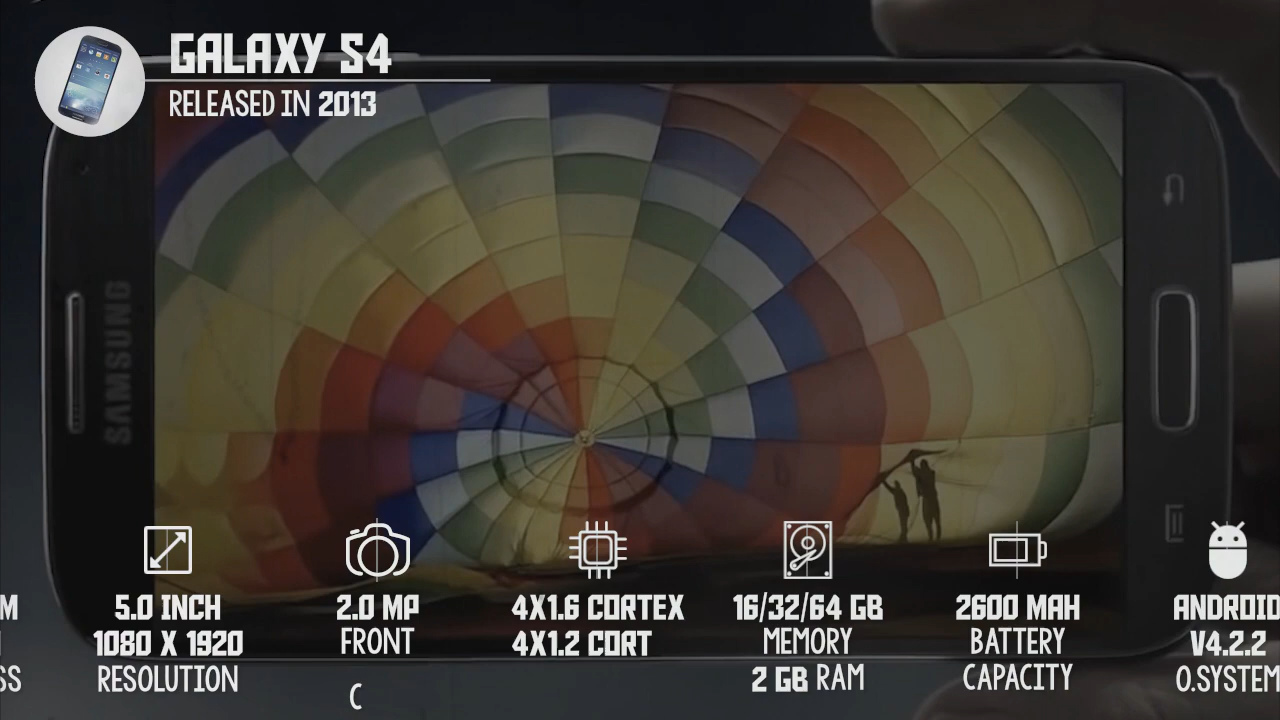 GALAXY S4
RELEASED IN 2013
SAMSUNG
M
SS
5.0 INCH
1080 X 1920
RESOLUTION
2.0 MP
FRONT
C
4X1.6 CORTEX
4X1.2 CORT
16/32/64 GB
MEMORY
2 GB RAM
2600 MAH
BATTERY
CAPACITY
ANDROID
V4.2.2
O.SYSTEM